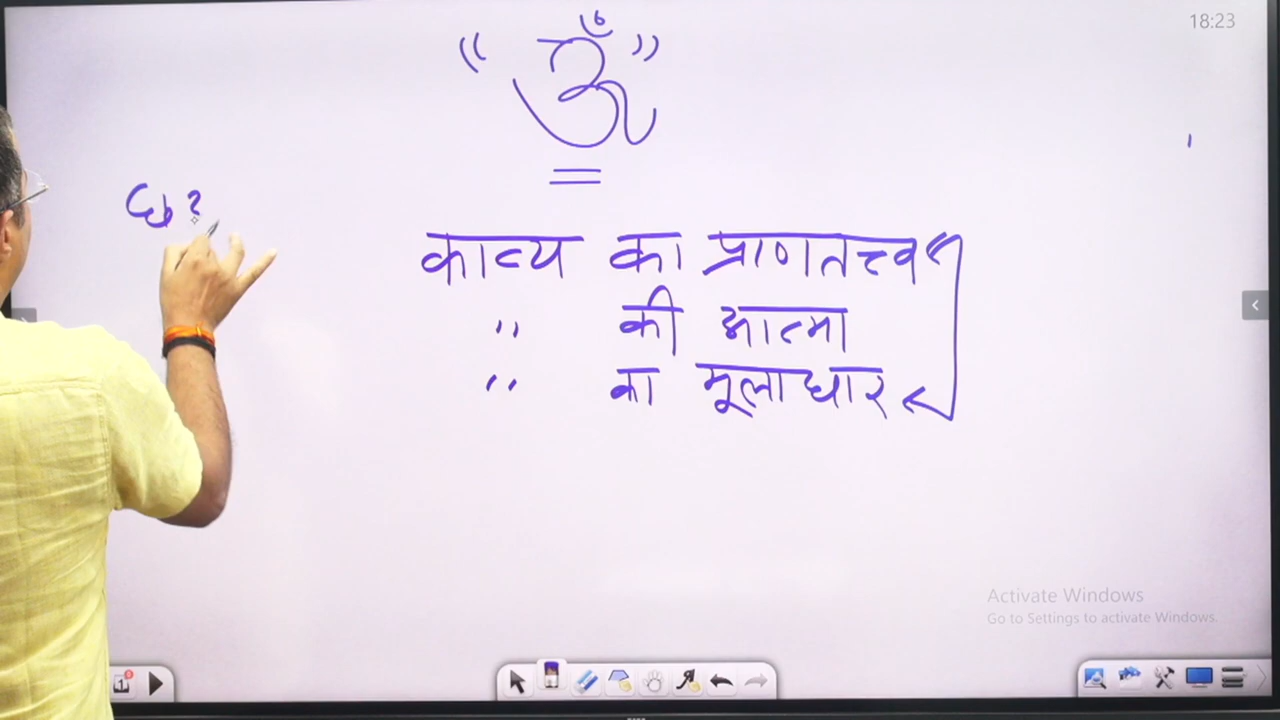 18:23
"ॐ"
काव्य का प्राणतत्त्व
" की आत्मा
" का मूलाधार
Activate Windows
Go to Settings to activate Windows.